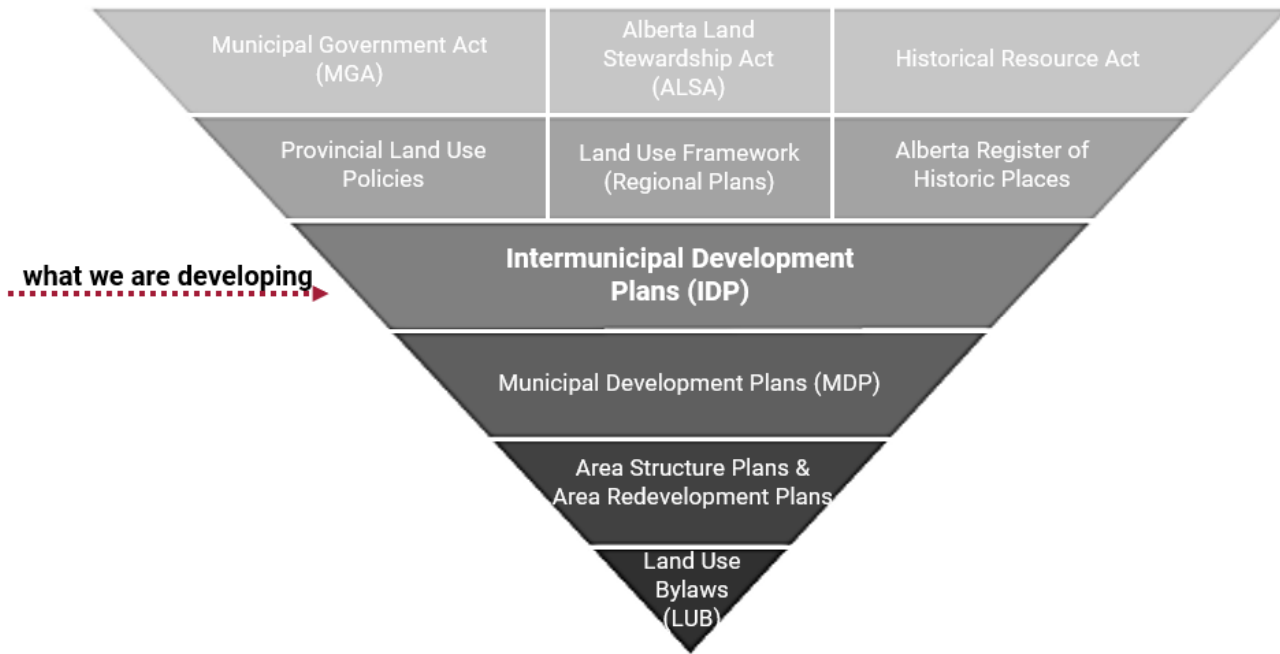 Municipal Government Act
(MGA)
Alberta Land
Stewardship Act
(ALSA)
Historical Resource Act
Provincial Land Use
Policies
Land Use Framework
(Regional Plans)
Alberta Register of
Historic Places
what we are developing
Intermunicipal Development
Plans (IDP)
Municipal Development Plans (MDP)
Area Structure Plans &
Area Redevelopment Plans
Land Use
Bylaws
(LUB)